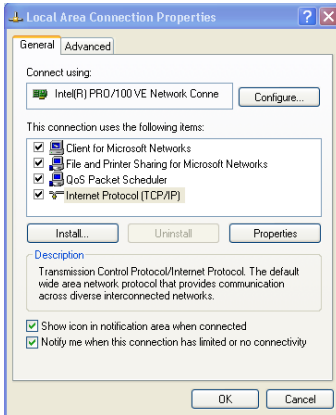 Local Area Connection Properties
General
Advanced
Connect using:
Intel(R) PRO/100 VE Network Conne
Configure...
This connection uses the following items:
Client for Microsoft Networks
File and Printer Sharing for Microsoft Networks
QoS Packet Scheduler
Internet Protocol (TCP/IP)
Install...
Uninstall
Properties
Description
Transmission Control Protocol/Internet Protocol. The default
wide area network protocol that provides communication
across diverse interconnected networks.
Show icon in notification area when connected
Notify me when this connection has limited or no connectivity
OK
Cancel